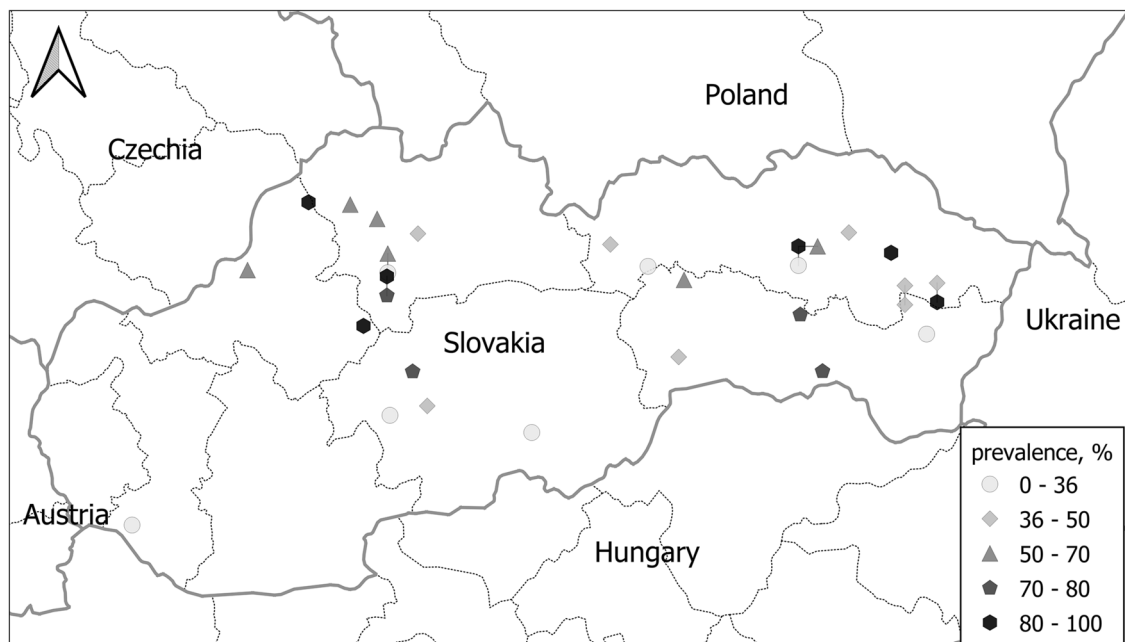 Poland
Czechia
Ukraine
Slovakia
Austria
Hungary
prevalence, %
0 - 36
36 - 50
50 - 70
70 - 80
80 - 100